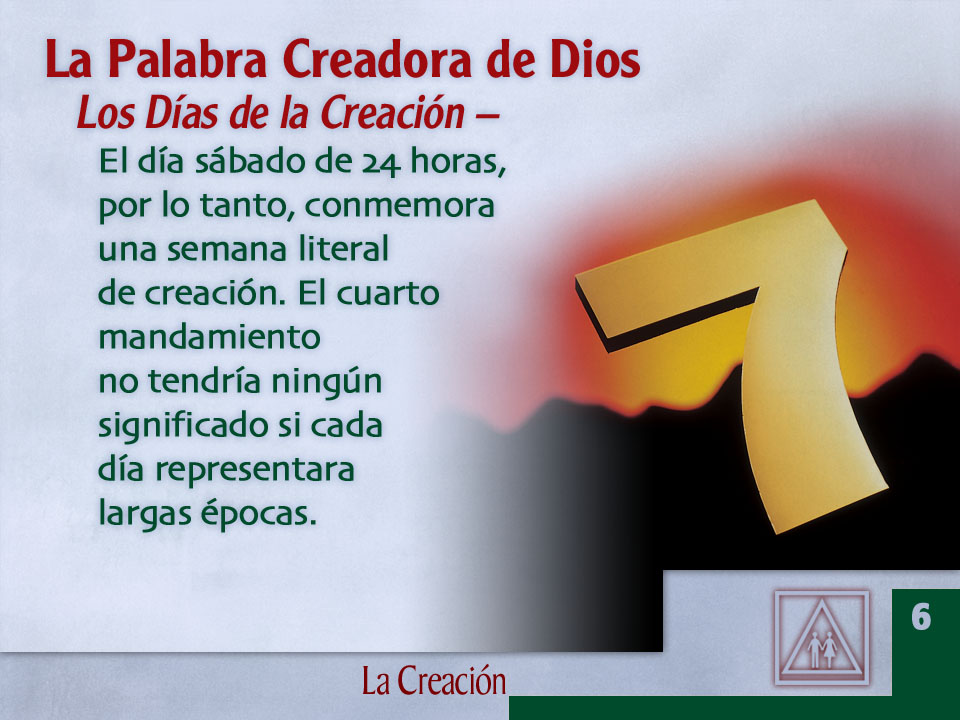 La Palabra Creadora de Dios
Los Días de la Creación –
El día sábado de 24 horas,
por lo tanto, conmemora
una semana literal
de creación. El cuarto
mandamiento
no tendría ningún
significado si cada
día representara
largas épocas.
7
6
La Creación